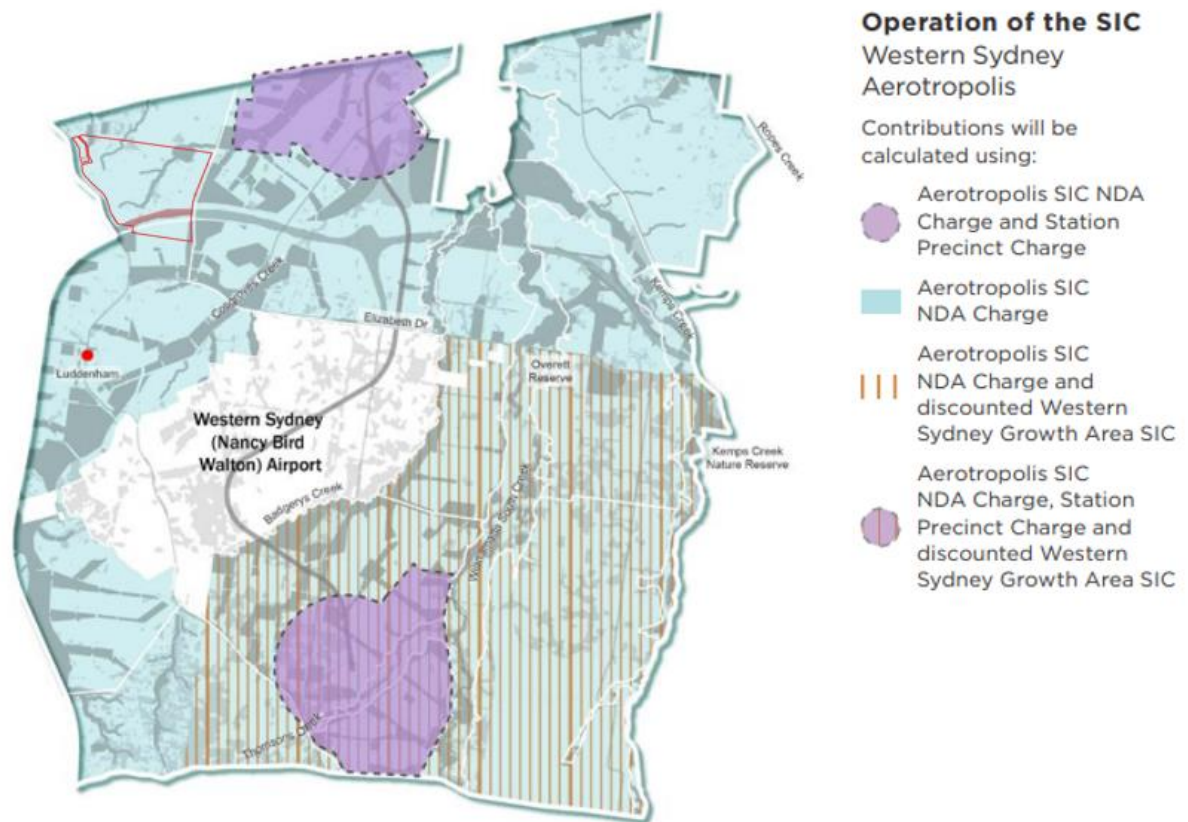 Operation of the SIC
Western Sydney
Aerotropolis
Contributions will be
calculated using:
Aerotropolis SIC NDA
Charge and Station
Precinct Charge
Aerotropolis SIC
NDA Charge
Aerotropolis SIC
NDA Charge and
discounted Western
Sydney Growth Area SIC
Aerotropolis SIC
NDA Charge, Station
Precinct Charge and
discounted Western
Sydney Growth Area SIC
Ropes Creek
Cosgroves Creek
Kemps Creek
Elizabeth Dr
Luddenham
Overett
Reserve
Western Sydney
(Nancy Bird
Walton) Airport
Kemps Creek
Nature Reserve
Badgerys Creek
South Creek
Thompsons Creek